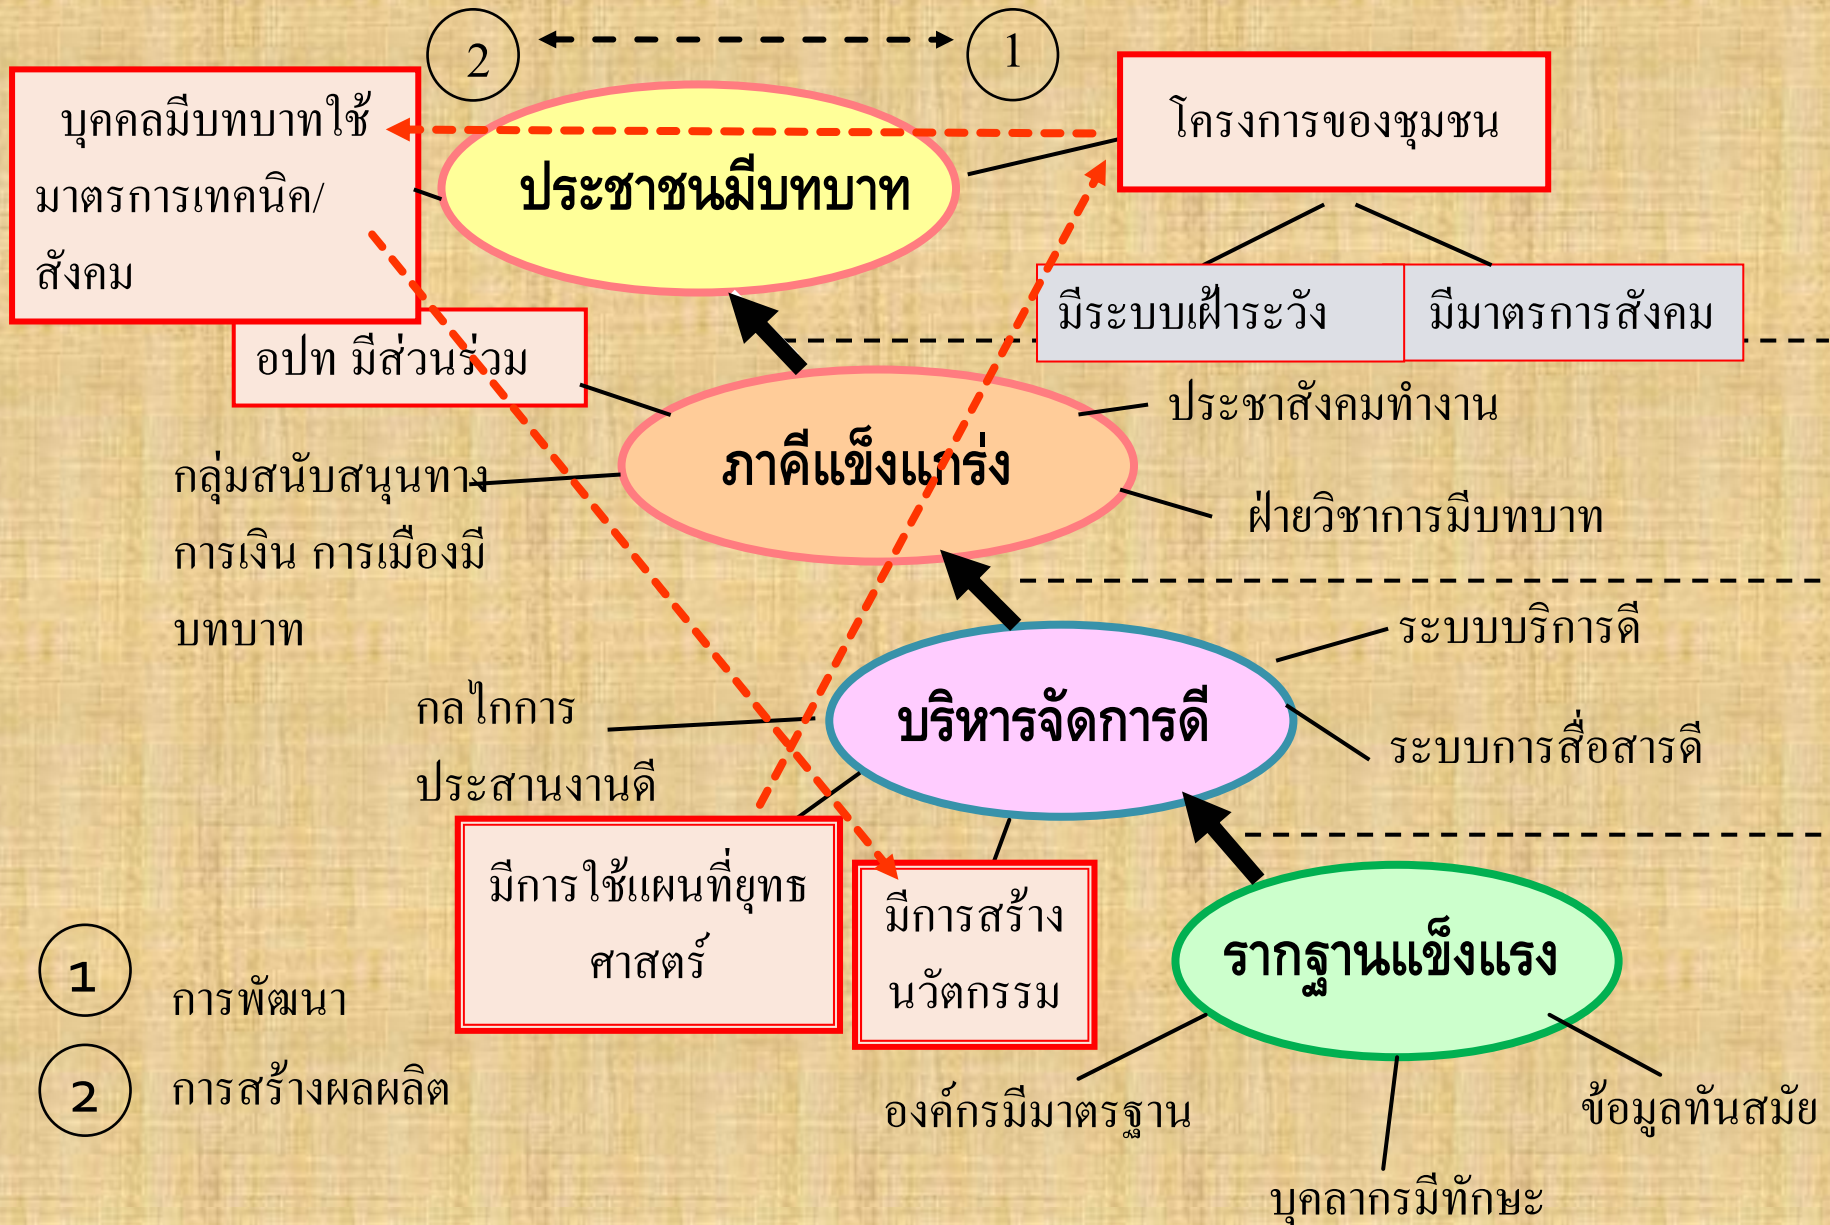 2
1
บุคคลมีบทบาทใช้
มาตรการเทคนิค/
สังคม
ประชาชนมีบทบาท
โครงการของชุมชน
มีระบบเฝ้าระวัง
มีมาตรการสังคม
อปท มีส่วนร่วม
ภาคีแข็งแกร่ง
ประชาสังคมทำงาน
กลุ่มสนับสนุนทาง
การเงิน การเมืองมี
บทบาท
ฝ่ายวิชาการมีบทบาท
ระบบบริการดี
กลไกการ
ประสานงานดี
บริหารจัดการดี
ระบบการสื่อสารดี
มีการใช้แผนที่ยุทธ
ศาสตร์
มีการสร้าง
นวัตกรรม
รากฐานแข็งแรง
1
การพัฒนา
2
การสร้างผลผลิต
องค์กรมีมาตรฐาน
ข้อมูลทันสมัย
บุคลากรมีทักษะ